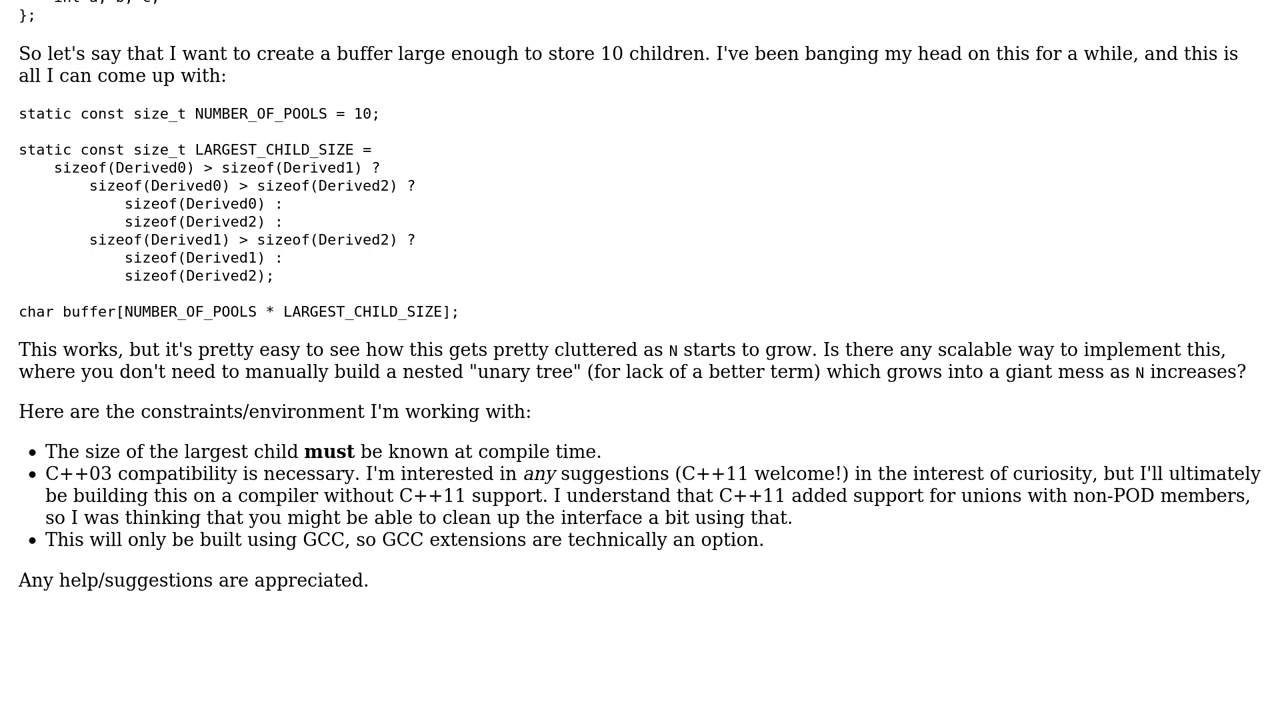 int a, b, c;
};
So let's say that I want to create a buffer large enough to store 10 children. I've been banging my head on this for a while, and this is
all I can come up with:
static const size_t NUMBER_OF_POOLS = 10;
static const size_t LARGEST_CHILD_SIZE =
    sizeof(Derived0) > sizeof(Derived1) ?
        sizeof(Derived0) > sizeof(Derived2) ?
            sizeof(Derived0) :
            sizeof(Derived2) :
        sizeof(Derived1) > sizeof(Derived2) ?
            sizeof(Derived1) :
            sizeof(Derived2);
char buffer[NUMBER_OF_POOLS * LARGEST_CHILD_SIZE];
This works, but it's pretty easy to see how this gets pretty cluttered as N starts to grow. Is there any scalable way to implement this,
where you don't need to manually build a nested "unary tree" (for lack of a better term) which grows into a giant mess as N increases?
Here are the constraints/environment I'm working with:
• The size of the largest child must be known at compile time.
• C++03 compatibility is necessary. I'm interested in any suggestions (C++11 welcome!) in the interest of curiosity, but I'll ultimately
be building this on a compiler without C++11 support. I understand that C++11 added support for unions with non-POD members,
so I was thinking that you might be able to clean up the interface a bit using that.
• This will only be built using GCC, so GCC extensions are technically an option.
Any help/suggestions are appreciated.